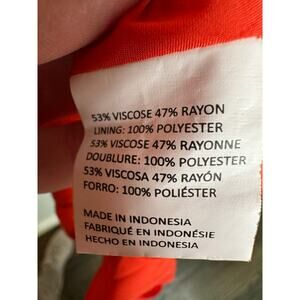 53% VISCOSE 47% RAYON
LINING: 100% POLYESTER
53% VISCOSE 47% RAYONNE
DOUBLURE: 100% POLYESTER
53% VISCOSA 47% RAYÓN
FORRO: 100% POLIÉSTER
MADE IN INDONESIA
FABRIQUÉ EN INDONÉSIE
HECHO EN INDONESIA